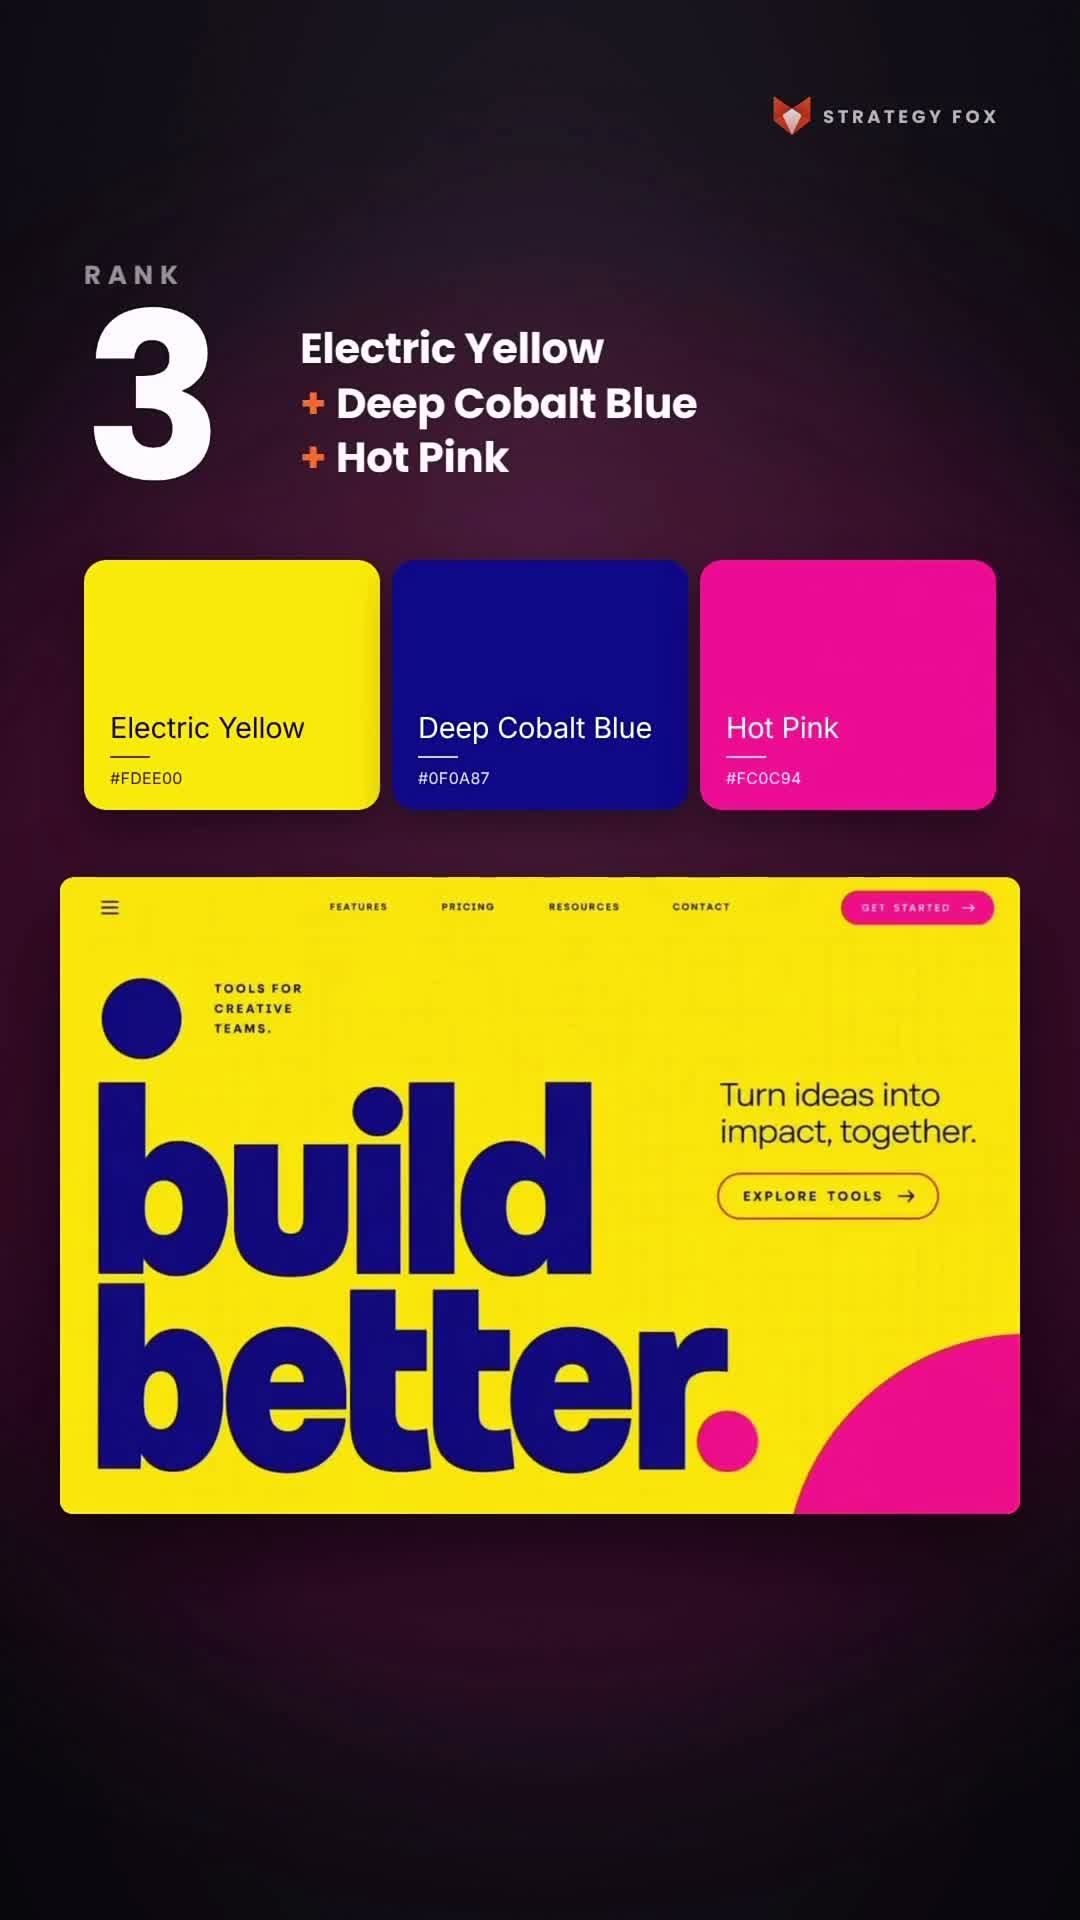 STRATEGY FOX
RANK
3
Electric Yellow
+ Deep Cobalt Blue
+ Hot Pink
Electric Yellow
#FDEE00
Deep Cobalt Blue
#0F0A87
Hot Pink
#FC0C94
FEATURES
PRICING
RESOURCES
CONTACT
GET STARTED →
TOOLS FOR
CREATIVE
TEAMS.
build
better.
Turn ideas into
impact, together.
EXPLORE TOOLS →